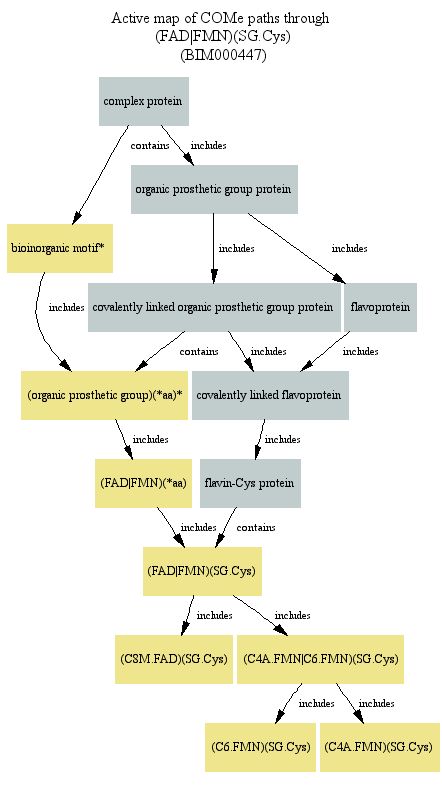 Active map of COMe paths through
(FAD|FMN)(SG.Cys)
(BIM000447)
complex protein
contains
includes
organic prosthetic group protein
bioinorganic motif*
includes
includes
includes
covalently linked organic prosthetic group protein
flavoprotein
contains
includes
includes
(organic prosthetic group)(*aa)*
covalently linked flavoprotein
includes
includes
(FAD|FMN)(*aa)
flavin-Cys protein
includes
contains
(FAD|FMN)(SG.Cys)
includes
includes
(C8M.FAD)(SG.Cys)
(C4A.FMN|C6.FMN)(SG.Cys)
includes
includes
(C6.FMN)(SG.Cys)
(C4A.FMN)(SG.Cys)